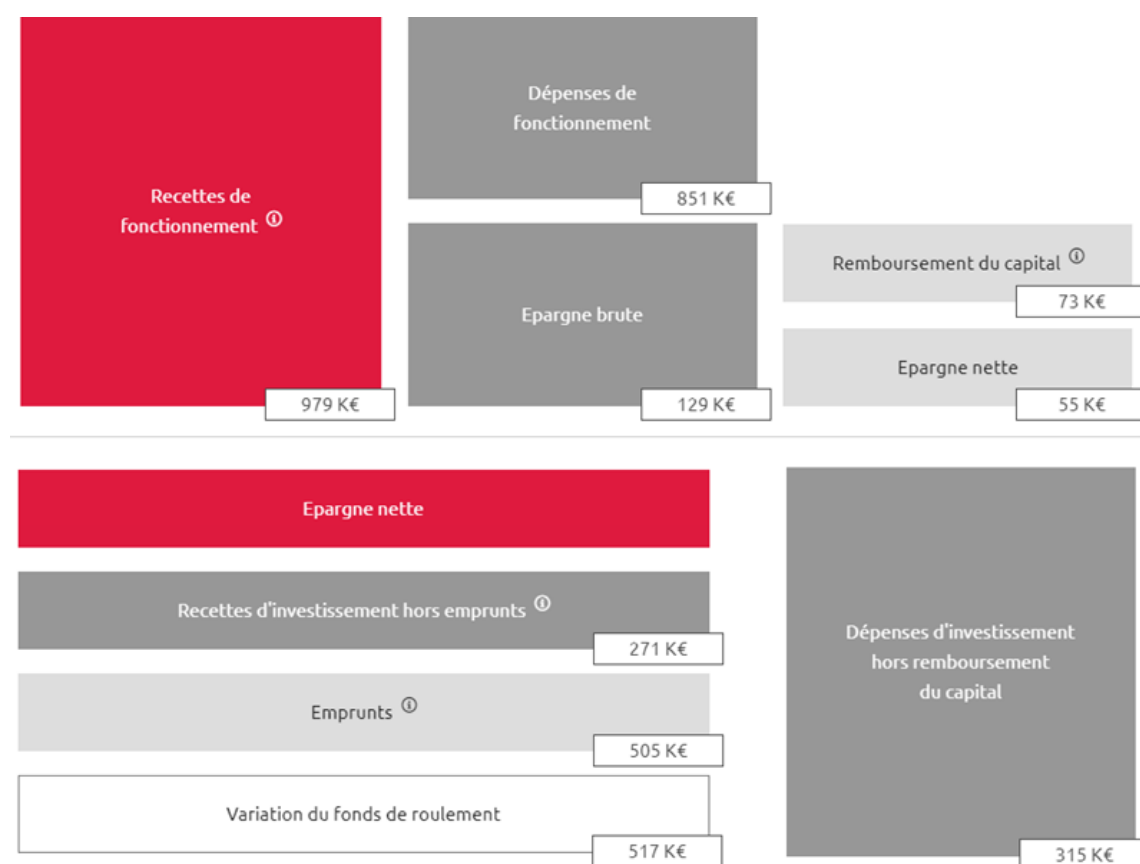 Recettes de
fonctionnement ⓘ
979 K€
Dépenses de
fonctionnement
851 K€
Epargne brute
129 K€
Remboursement du capital ⓘ
73 K€
Epargne nette
55 K€
Epargne nette
Recettes d'investissement hors emprunts ⓘ
271 K€
Emprunts ⓘ
505 K€
Variation du fonds de roulement
517 K€
Dépenses d'investissement
hors remboursement
du capital
315 K€